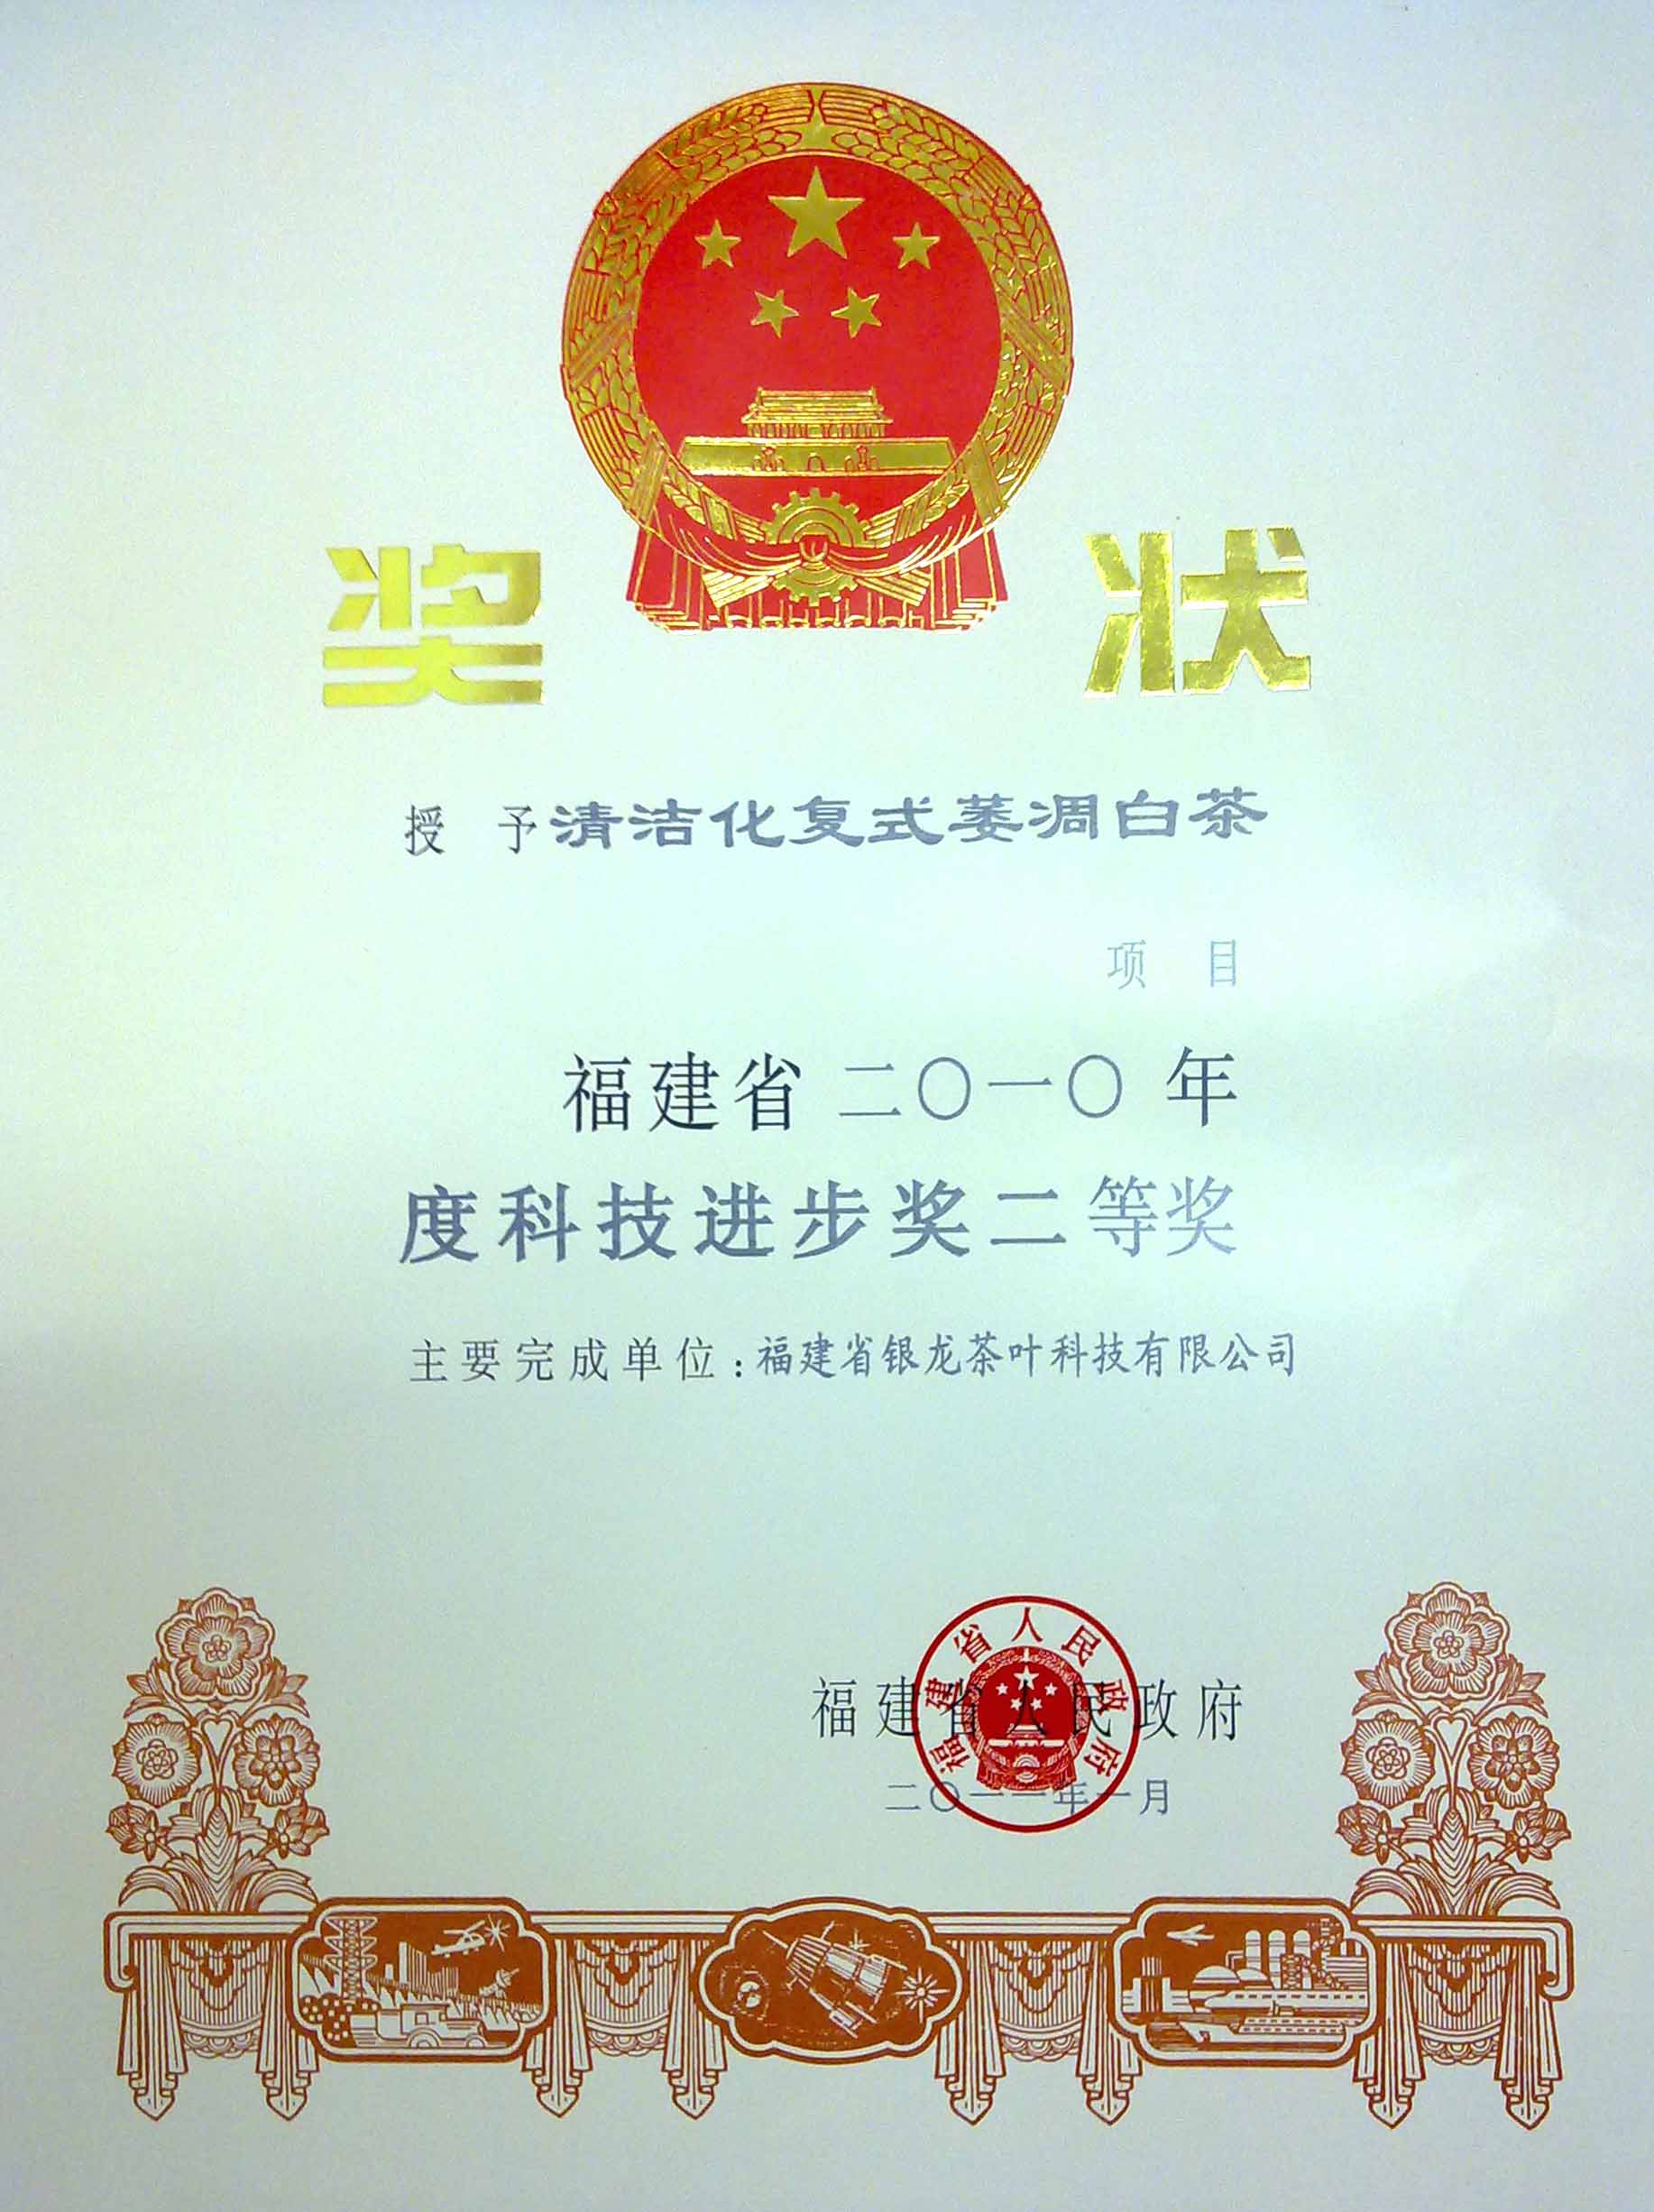 奖状
授予清洁化复式萎凋白茶
项目
福建省二〇一〇年
度科技进步奖二等奖
主要完成单位:福建省银龙茶叶科技有限公司
福建省人民政府
福建省人民政府
二〇一一年一月